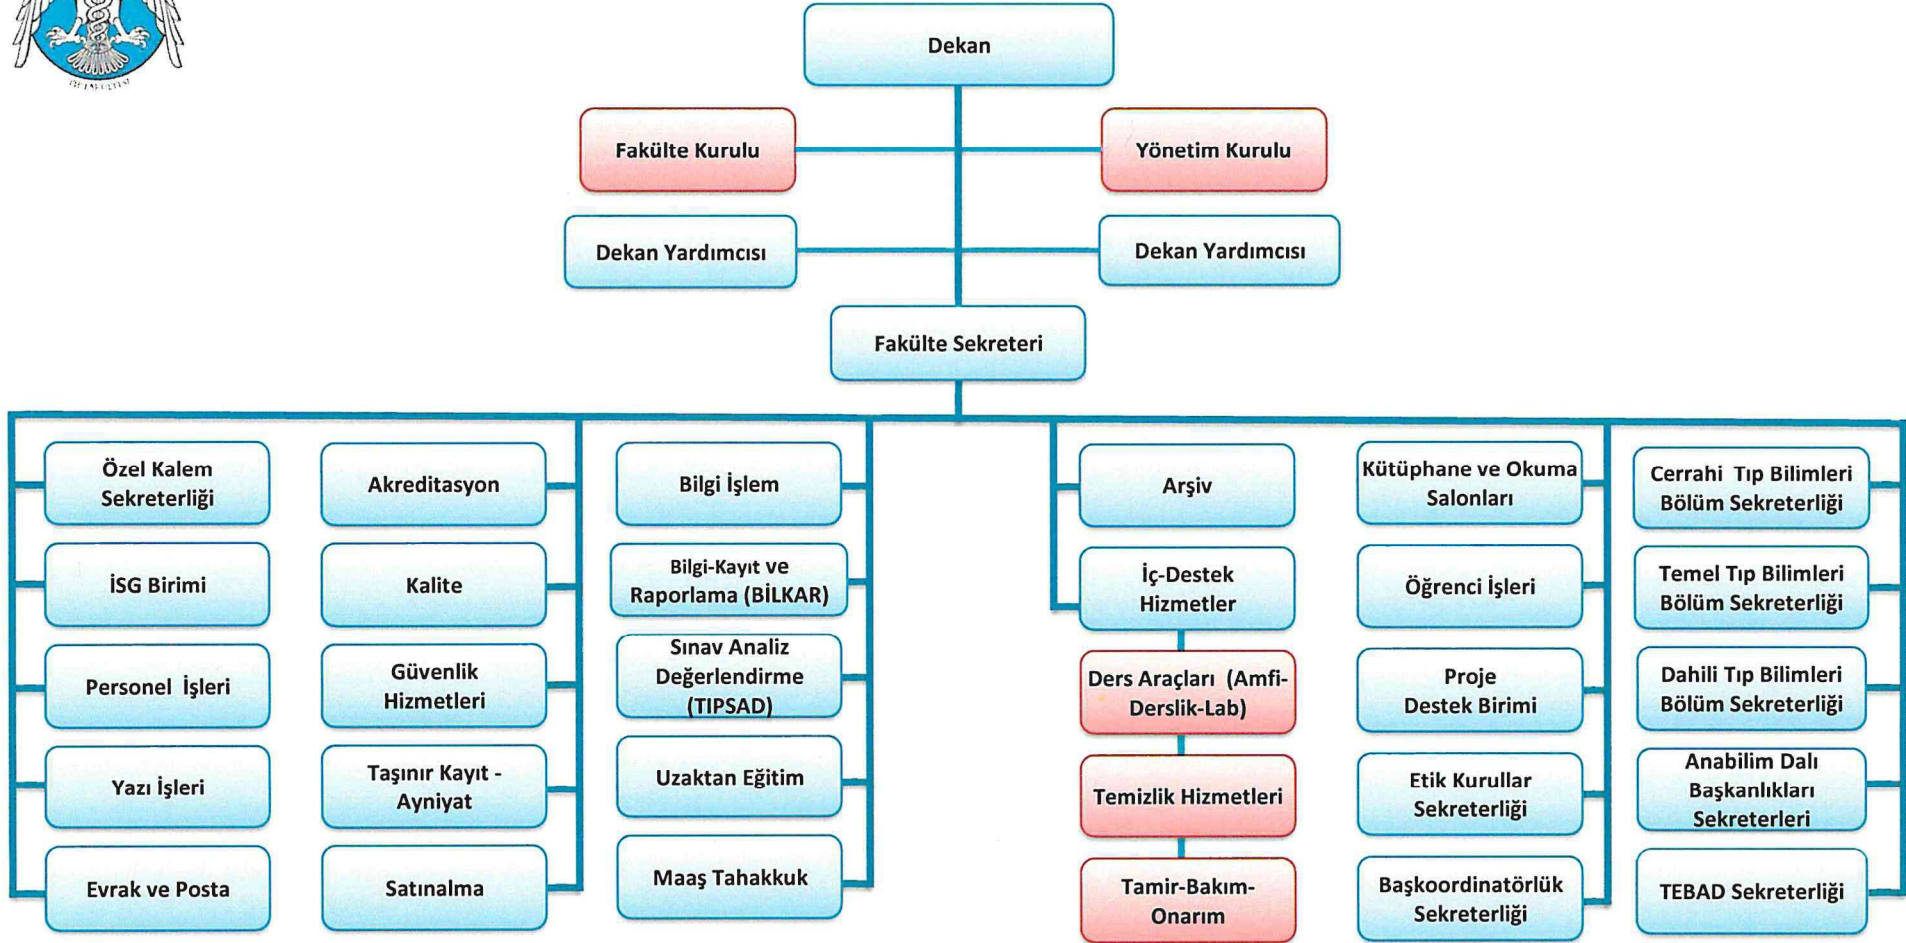 Dekan
Fakülte Kurulu
Yönetim Kurulu
Dekan Yardımcısı
Dekan Yardımcısı
Fakülte Sekreteri
Özel Kalem
Sekreterliği
İSG Birimi
Personel İşleri
Yazı İşleri
Evrak ve Posta
Akreditasyon
Kalite
Güvenlik
Hizmetleri
Taşınır Kayıt -
Ayniyat
Satınalma
Bilgi İşlem
Bilgi-Kayıt ve
Raporlama (BİLKAR)
Sınav Analiz
Değerlendirme
(TIPSAD)
Uzaktan Eğitim
Maaş Tahakkuk
Arşiv
İç-Destek
Hizmetler
Ders Araçları (Amfi-
Derslik-Lab)
Temizlik Hizmetleri
Tamir-Bakım-
Onarım
Kütüphane ve Okuma
Salonları
Öğrenci İşleri
Proje
Destek Birimi
Etik Kurullar
Sekreterliği
Başkoordinatörlük
Sekreterliği
Cerrahi Tıp Bilimleri
Bölüm Sekreterliği
Temel Tıp Bilimleri
Bölüm Sekreterliği
Dahili Tıp Bilimleri
Bölüm Sekreterliği
Anabilim Dalı
Başkanlıkları
Sekreterleri
TEBAD Sekreterliği